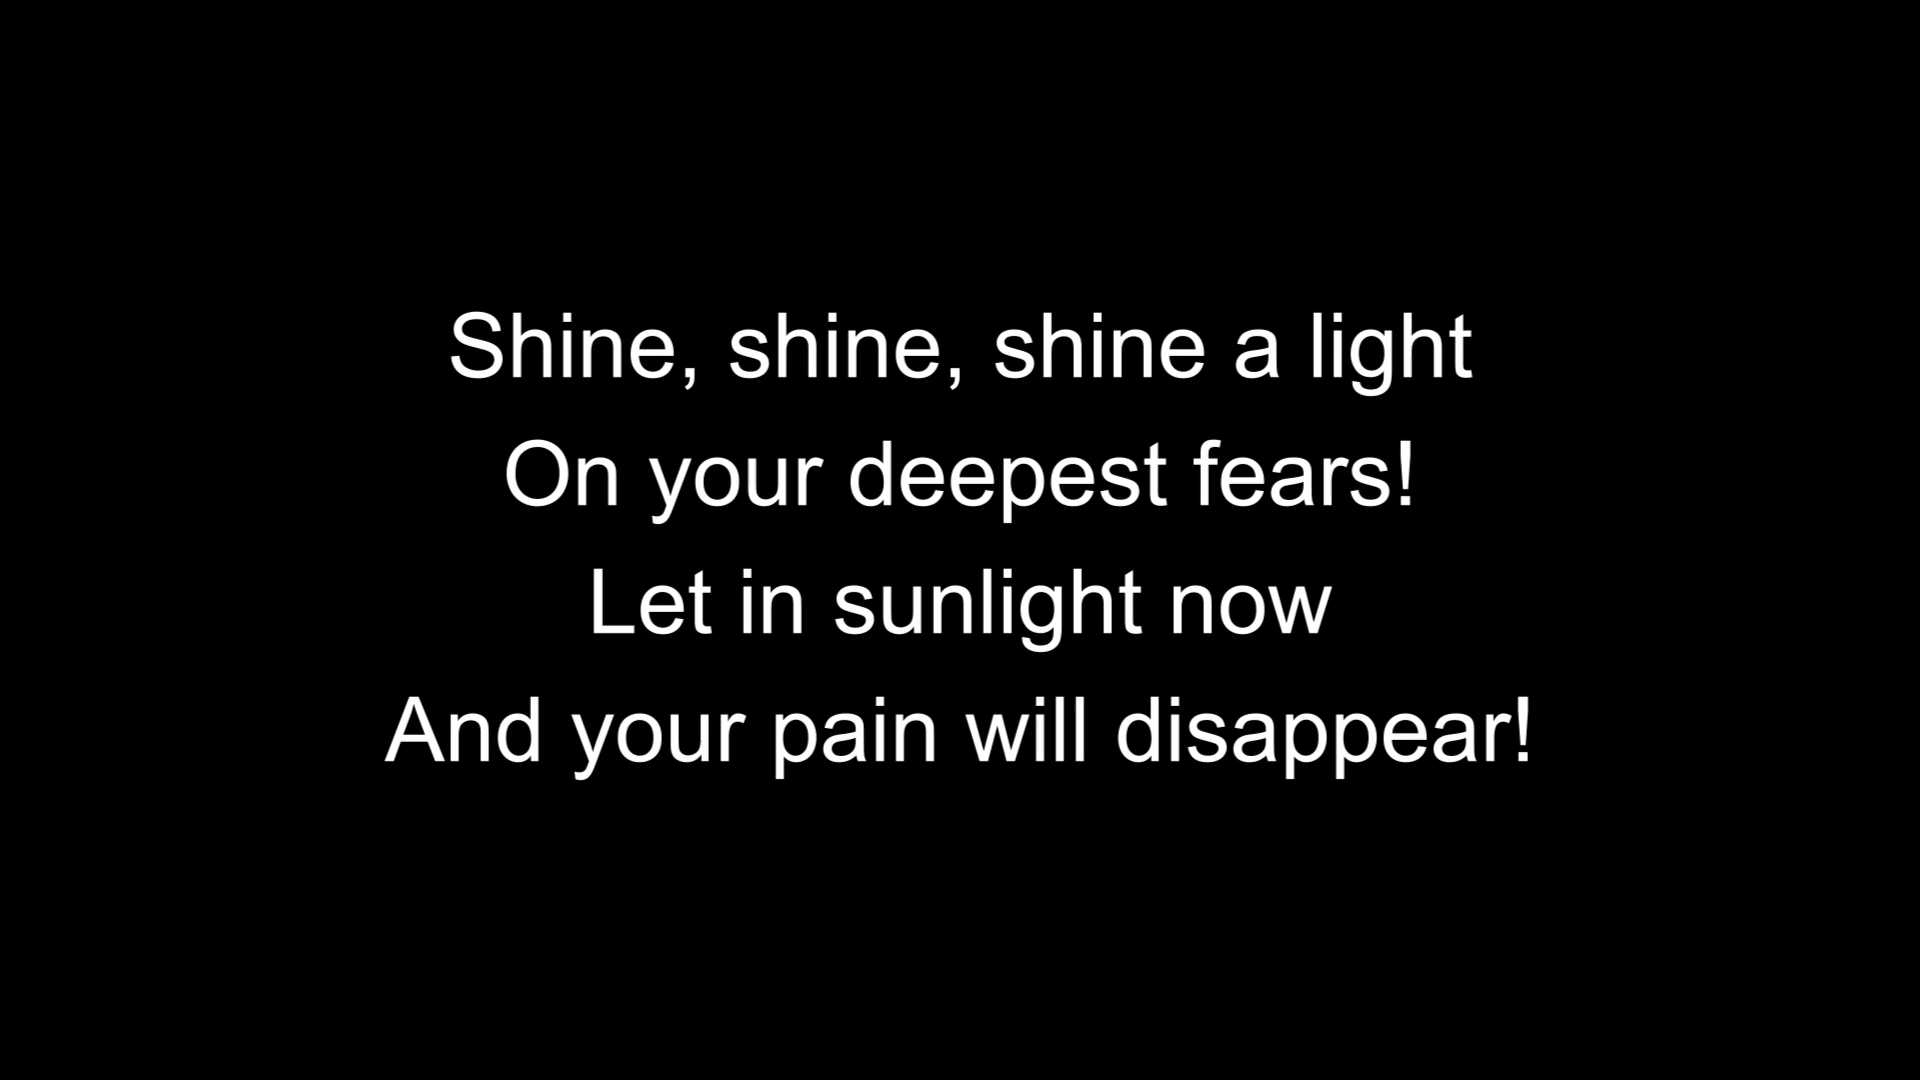 Shine, shine, shine a light
On your deepest fears!
Let in sunlight now
And your pain will disappear!